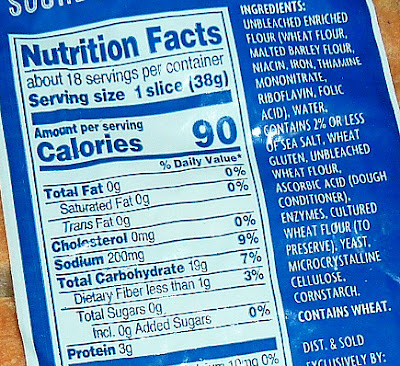 Nutrition Facts
about 18 servings per container
Serving size 1 slice (38g)
Amount per serving
Calories 90
% Daily Value*
Total Fat 0g 0%
Saturated Fat 0g 0%
Trans Fat 0g
Cholesterol 0mg 0%
Sodium 200mg 9%
Total Carbohydrate 19g 7%
Dietary Fiber less than 1g 3%
Total Sugars 0g
Incl. 0g Added Sugars 0%
Protein 3g
10mg 0%
INGREDIENTS:
UNBLEACHED ENRICHED
FLOUR (WHEAT FLOUR,
MALTED BARLEY FLOUR,
NIACIN, IRON, THIAMINE
MONONITRATE,
RIBOFLAVIN, FOLIC
ACID), WATER,
CONTAINS 2% OR LESS
OF SEA SALT, WHEAT
GLUTEN, UNBLEACHED
WHEAT FLOUR,
ASCORBIC ACID (DOUGH
CONDITIONER),
ENZYMES, CULTURED
WHEAT FLOUR (TO
PRESERVE), YEAST,
MICROCRYSTALLINE
CELLULOSE,
CORNSTARCH.
CONTAINS WHEAT.
DIST. & SOLD
EXCLUSIVELY BY: